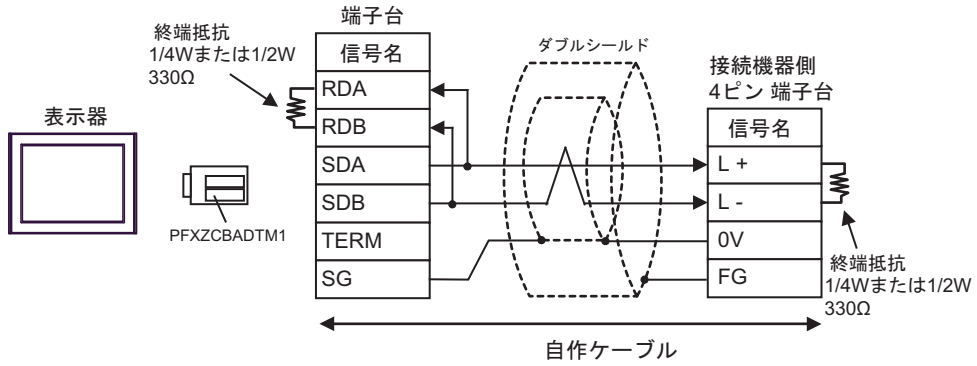 端子台
終端抵抗
1/4Wまたは1/2W
330Ω
信号名
RDA
RDB
SDA
SDB
TERM
SG
表示器
PFXZCBADTM1
ダブルシールド
接続機器側
4ピン 端子台
信号名
L +
L -
0V
FG
終端抵抗
1/4Wまたは1/2W
330Ω
自作ケーブル